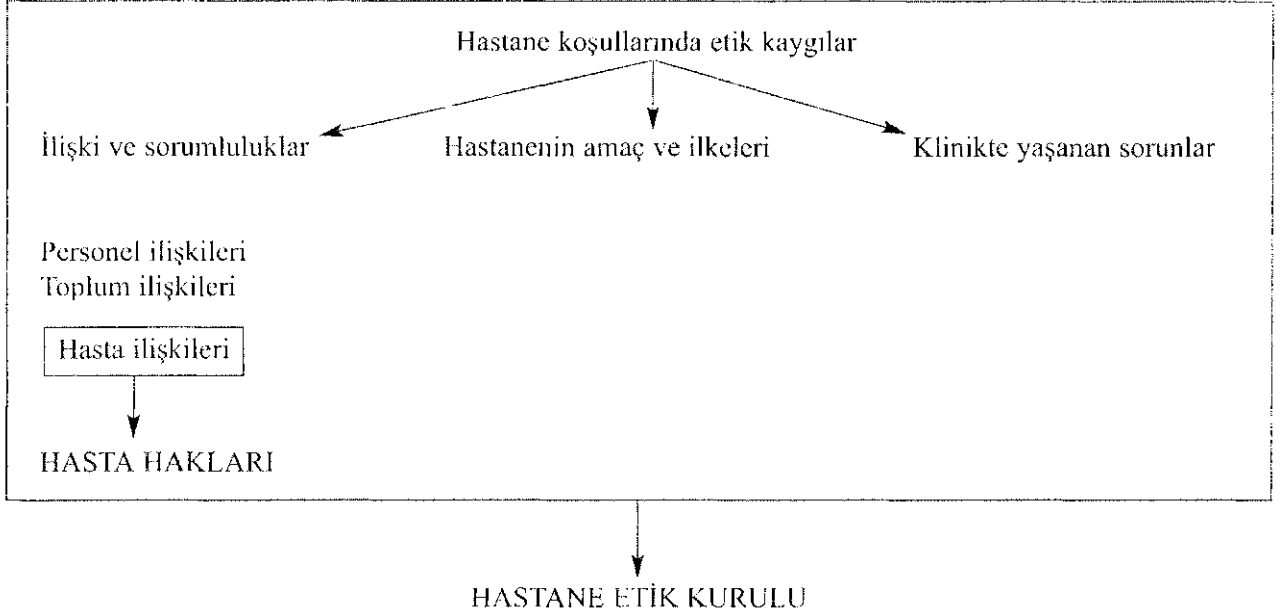 Hastane koşullarında etik kaygılar
İlişki ve sorumluluklar Hastanenin amaç ve ilkeleri Klinikte yaşanan sorunlar
Personel ilişkileri
Toplum ilişkileri
Hasta ilişkileri
HASTA HAKLARI
HASTANE ETİK KURULU